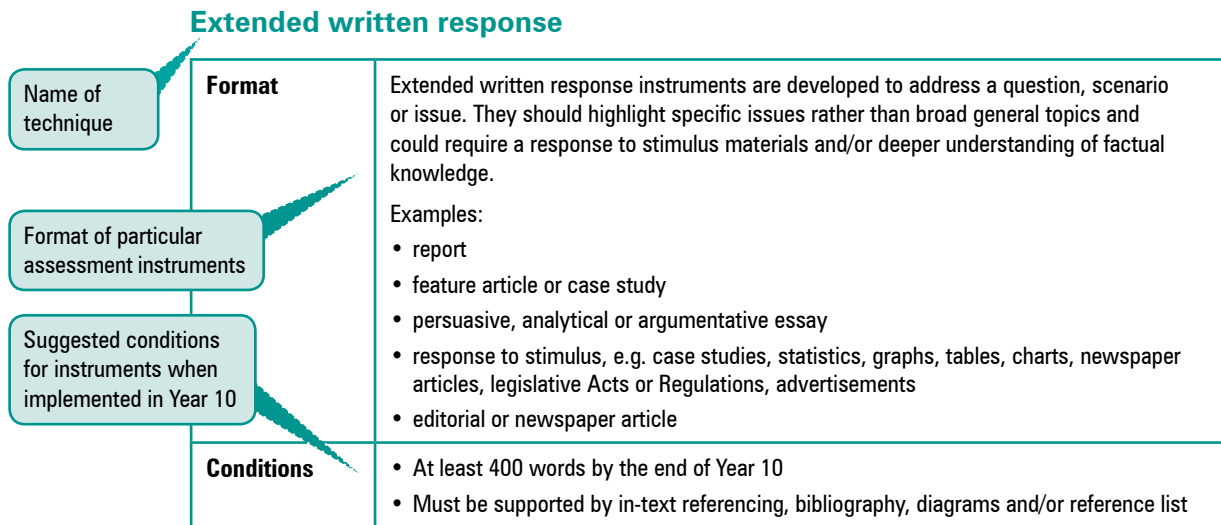 Extended written response
Name of
technique
Format
Extended written response instruments are developed to address a question, scenario
or issue. They should highlight specific issues rather than broad general topics and
could require a response to stimulus materials and/or deeper understanding of factual
knowledge.
Examples:
• report
• feature article or case study
• persuasive, analytical or argumentative essay
• response to stimulus, e.g. case studies, statistics, graphs, tables, charts, newspaper
articles, legislative Acts or Regulations, advertisements
• editorial or newspaper article
Format of particular
assessment instruments
Suggested conditions
for instruments when
implemented in Year 10
Conditions
• At least 400 words by the end of Year 10
• Must be supported by in-text referencing, bibliography, diagrams and/or reference list